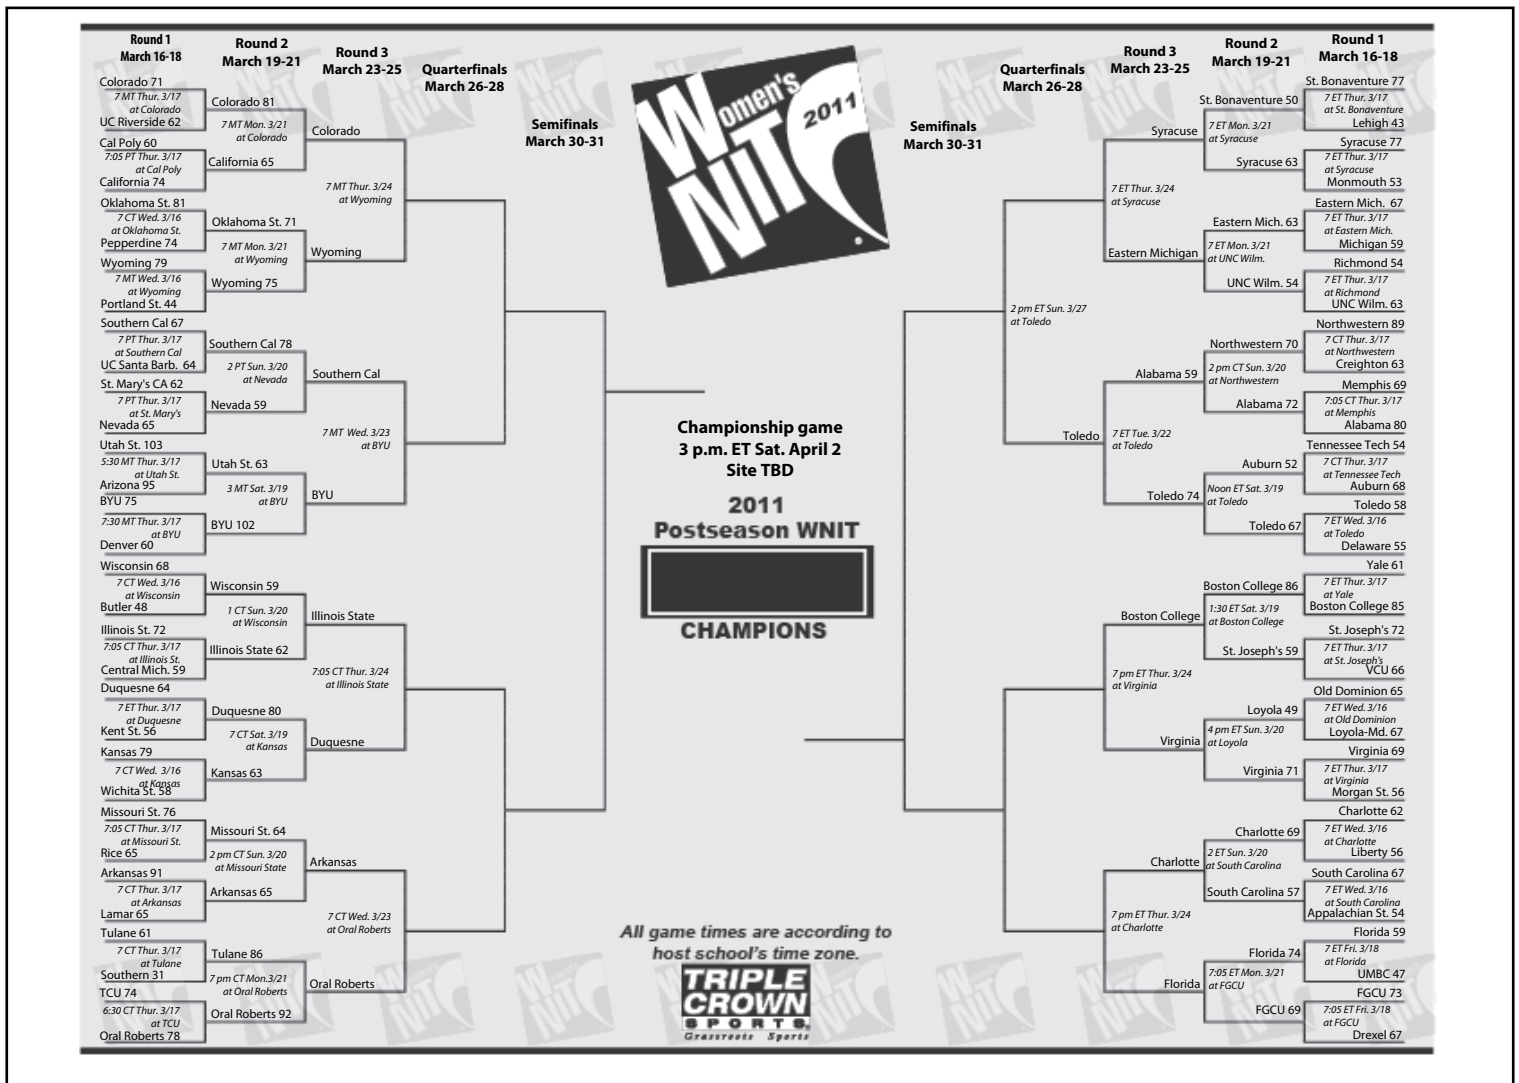 Round 1
March 16-18
Round 2
March 19-21
Round 3
March 23-25
Quarterfinals
March 26-28
Semifinals
March 30-31
Colorado 71
7 MT Thur. 3/17
at Colorado
UC Riverside 62
Cal Poly 60
7:05 PT Thur. 3/17
at Cal Poly
California 74
Oklahoma St. 81
7 CT Wed. 3/16
at Oklahoma St.
Pepperdine 74
Wyoming 79
7 MT Wed. 3/16
at Wyoming
Portland St. 44
Southern Cal 67
7 PT Thur. 3/17
at Southern Cal
UC Santa Barb. 64
St. Mary's CA 62
7 PT Thur. 3/17
at St. Mary's
Nevada 65
Utah St. 103
5:30 MT Thur. 3/17
at Utah St.
Arizona 95
BYU 75
7:30 MT Thur. 3/17
at BYU
Denver 60
Wisconsin 68
7 CT Wed. 3/16
at Wisconsin
Butler 48
Illinois St. 72
7:05 CT Thur. 3/17
at Illinois St.
Central Mich. 59
Duquesne 64
7 ET Thur. 3/17
at Duquesne
Kent St. 56
Kansas 79
7 CT Wed. 3/16
at Kansas
Wichita St. 58
Missouri St. 76
7:05 CT Thur. 3/17
at Missouri St.
Rice 65
Arkansas 91
7 CT Thur. 3/17
at Arkansas
Lamar 65
Tulane 61
7 CT Thur. 3/17
at Tulane
Southern 31
TCU 74
6:30 CT Thur. 3/17
at TCU
Oral Roberts 78
Colorado 81
7 MT Mon. 3/21
at Colorado
California 65
Oklahoma St. 71
7 MT Mon. 3/21
at Wyoming
Wyoming 75
Southern Cal 78
2 PT Sun. 3/20
at Nevada
Nevada 59
Utah St. 63
3 MT Sat. 3/19
at BYU
BYU 102
Wisconsin 59
1 CT Sun. 3/20
at Wisconsin
Illinois State 62
Duquesne 80
7 CT Sat. 3/19
at Kansas
Kansas 63
Missouri St. 64
2 pm CT Sun. 3/20
at Missouri State
Arkansas 65
Tulane 86
7 pm CT Mon.3/21
at Oral Roberts
Oral Roberts 92
Colorado
7 MT Thur. 3/24
at Wyoming
Wyoming
Southern Cal
7 MT Wed. 3/23
at BYU
BYU
Illinois State
7:05 CT Thur. 3/24
at Illinois State
Duquesne
Arkansas
7 CT Wed. 3/23
at Oral Roberts
Oral Roberts
Women's
NIT
2011
Championship game
3 p.m. ET Sat. April 2
Site TBD
2011
Postseason WNIT
CHAMPIONS
All game times are according to
host school's time zone.
TRIPLE
CROWN
SPORTS
Grassroots Sports
Semifinals
March 30-31
Quarterfinals
March 26-28
Round 3
March 23-25
Round 2
March 19-21
Round 1
March 16-18
2 pm ET Sun. 3/27
at Toledo
Syracuse
7 ET Thur. 3/24
at Syracuse
Eastern Michigan
Alabama 59
Toledo
7 ET Tue. 3/22
at Toledo
Toledo 74
Boston College
7 pm ET Thur. 3/24
at Virginia
Virginia
Charlotte
7 pm ET Thur. 3/24
at Charlotte
Florida
St. Bonaventure 50
7 ET Mon. 3/21
at Syracuse
Syracuse 63
Eastern Mich. 63
7 ET Mon. 3/21
at UNC Wilm.
UNC Wilm. 54
Northwestern 70
2 pm CT Sun. 3/20
at Northwestern
Alabama 72
Auburn 52
Noon ET Sat. 3/19
at Toledo
Toledo 67
Boston College 86
1:30 ET Sat. 3/19
at Boston College
St. Joseph's 59
Loyola 49
4 pm ET Sun. 3/20
at Loyola
Virginia 71
Charlotte 69
2 ET Sun. 3/20
at South Carolina
South Carolina 57
Florida 74
7:05 ET Mon. 3/21
at FGCU
FGCU 69
St. Bonaventure 77
7 ET Thur. 3/17
at St. Bonaventure
Lehigh 43
Syracuse 77
7 ET Thur. 3/17
at Syracuse
Monmouth 53
Eastern Mich. 67
7 ET Thur. 3/17
at Eastern Mich.
Michigan 59
Richmond 54
7 ET Thur. 3/17
at Richmond
UNC Wilm. 63
Northwestern 89
7 CT Thur. 3/17
at Northwestern
Creighton 63
Memphis 69
7:05 CT Thur. 3/17
at Memphis
Alabama 80
Tennessee Tech 54
7 CT Thur. 3/17
at Tennessee Tech
Auburn 68
Toledo 58
7 ET Wed. 3/16
at Toledo
Delaware 55
Yale 61
7 ET Thur. 3/17
at Yale
Boston College 85
St. Joseph's 72
7 ET Thur. 3/17
at St. Joseph's
VCU 66
Old Dominion 65
7 ET Wed. 3/16
at Old Dominion
Loyola-Md. 67
Virginia 69
7 ET Thur. 3/17
at Virginia
Morgan St. 56
Charlotte 62
7 ET Wed. 3/16
at Charlotte
Liberty 56
South Carolina 67
7 ET Wed. 3/16
at South Carolina
Appalachian St. 54
Florida 59
7 ET Fri. 3/18
at Florida
UMBC 47
FGCU 73
7:05 ET Fri. 3/18
at FGCU
Drexel 67